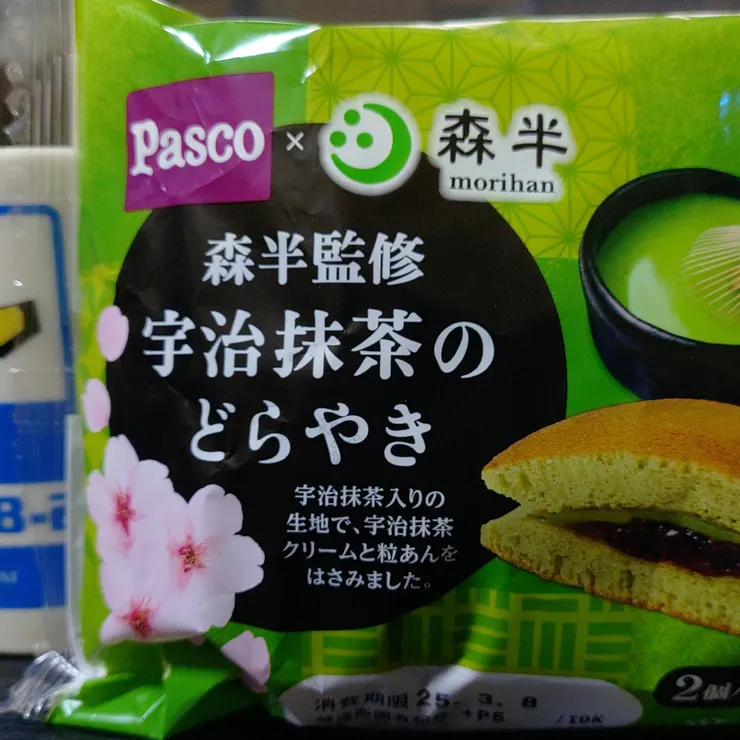 Pasco × 森半
morihan
森半監修
宇治抹茶の
どらやき
宇治抹茶入りの
生地で、宇治抹茶
クリームと粒あんを
はさみました。
2個
消費期限 25. 3. 8
+P6 /IDK